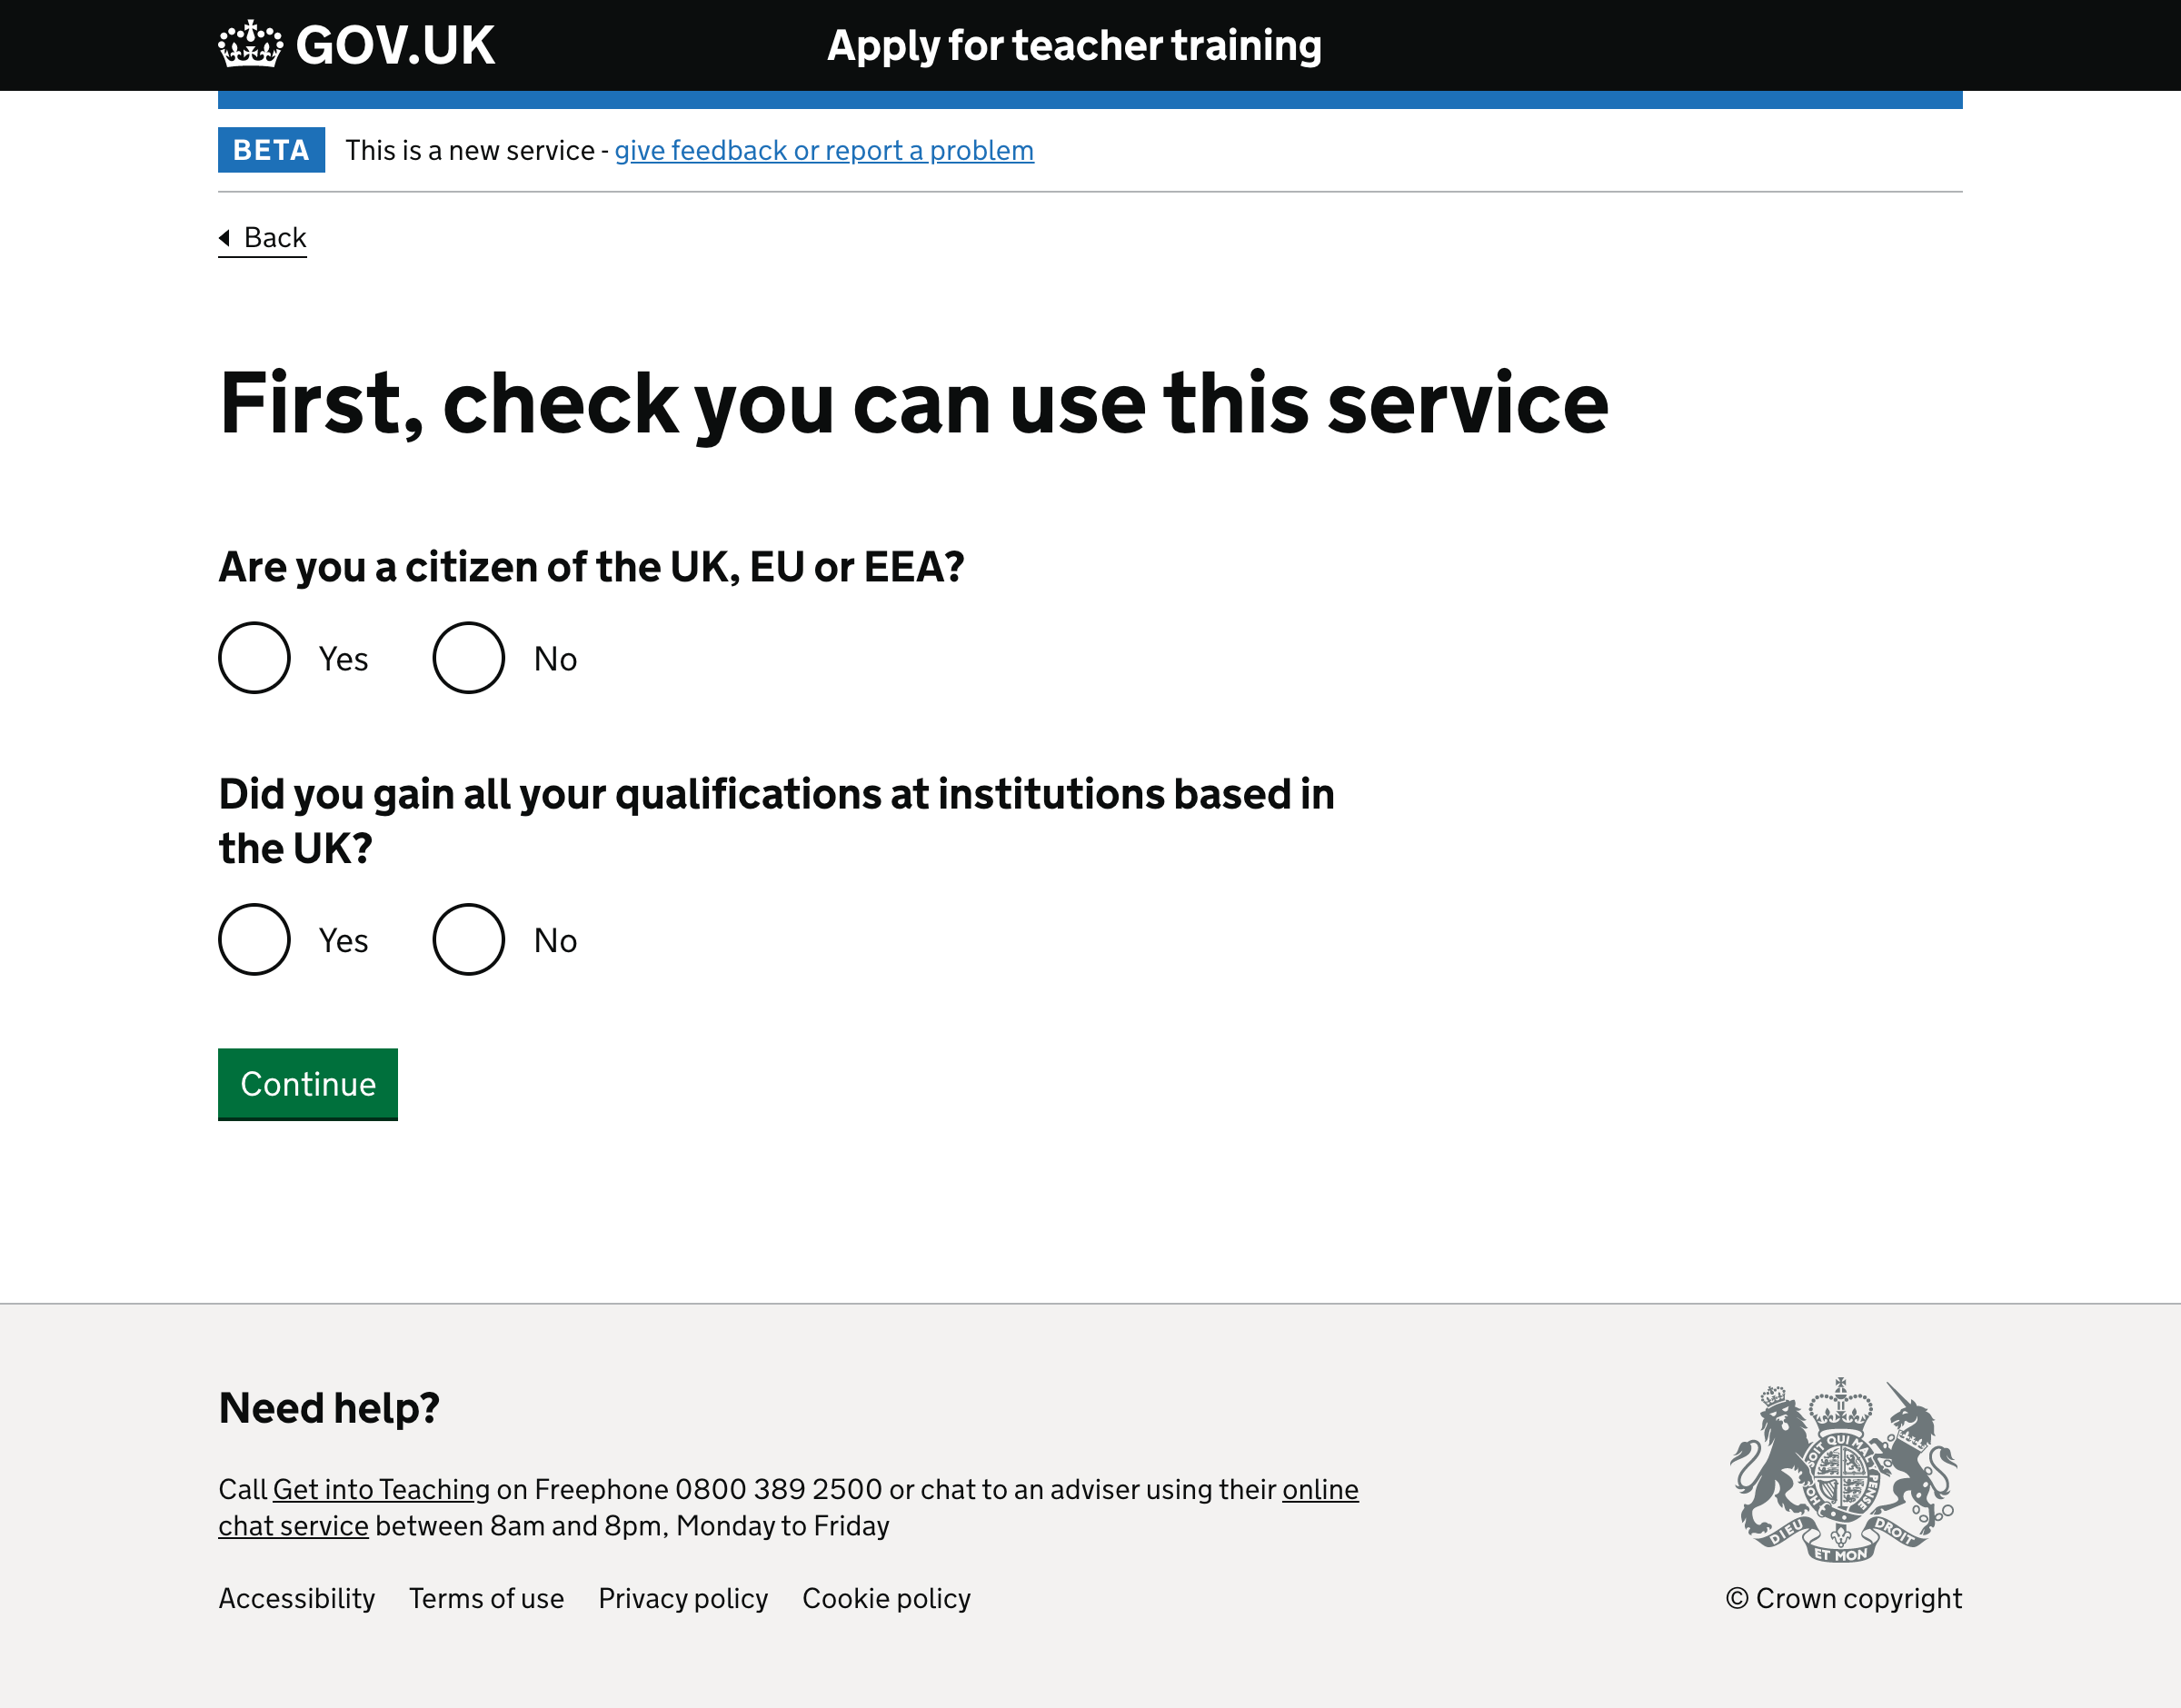 GOV.UK
Apply for teacher training
BETA This is a new service - give feedback or report a problem
Back
First, check you can use this service
Are you a citizen of the UK, EU or EEA?
Yes No
Did you gain all your qualifications at institutions based in
the UK?
Yes No
Continue
Need help?
Call Get into Teaching on Freephone 0800 389 2500 or chat to an adviser using their online
chat service between 8am and 8pm, Monday to Friday
DIEU ET MON DROIT
Accessibility Terms of use Privacy policy Cookie policy
© Crown copyright